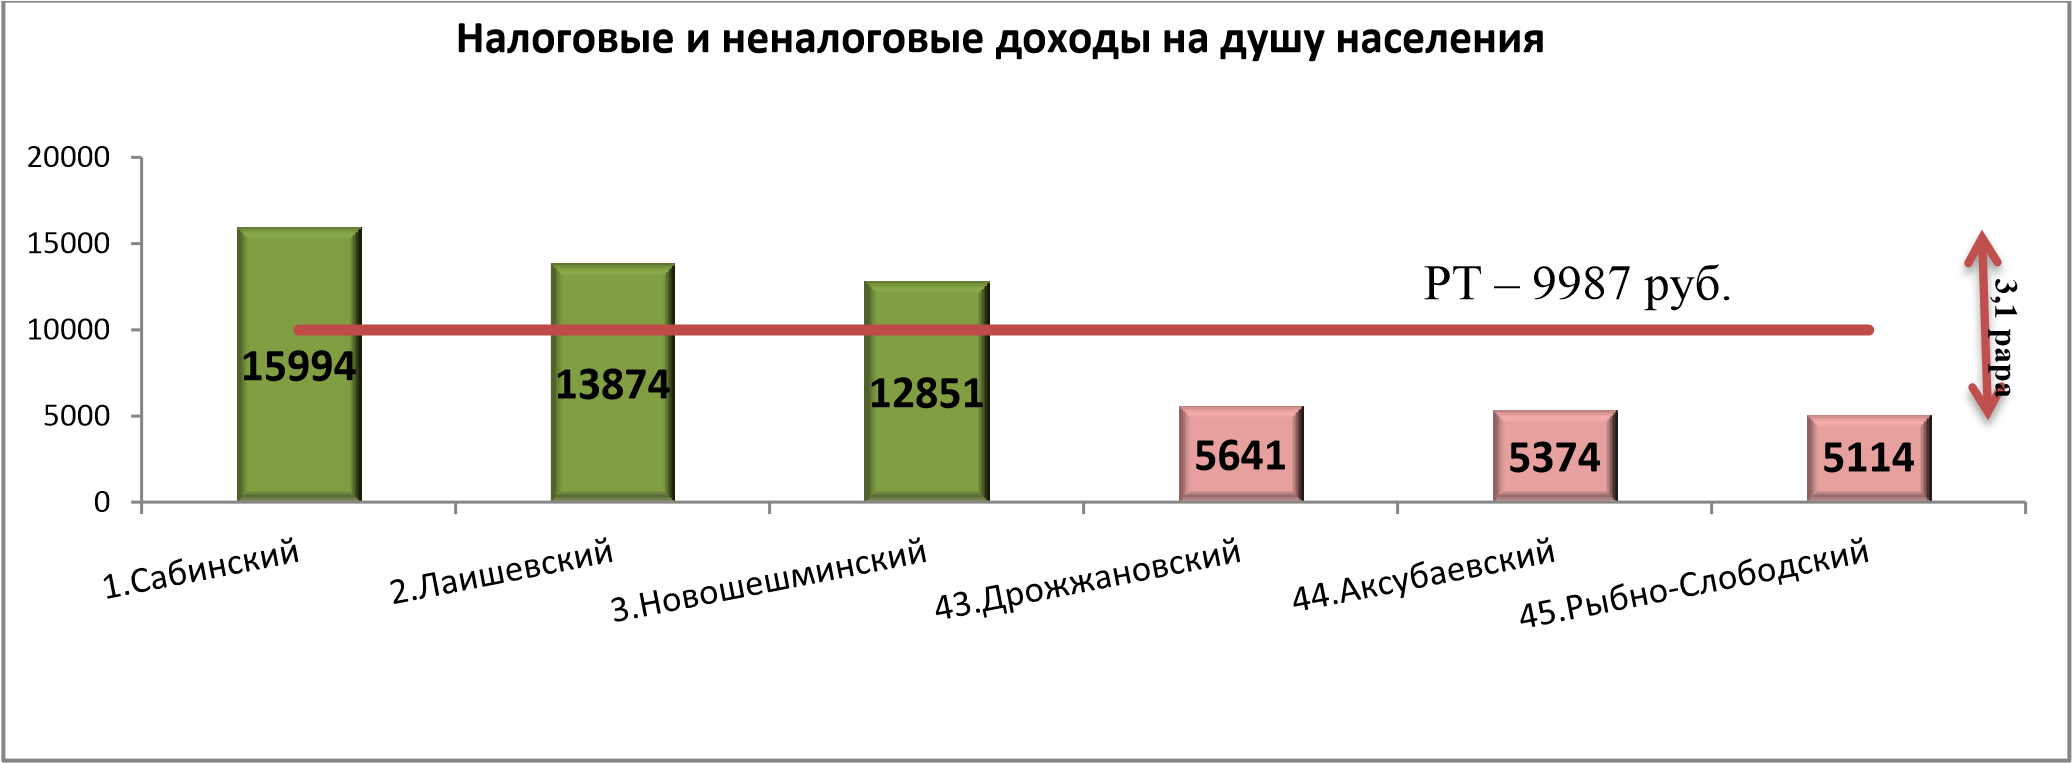 Налоговые и неналоговые доходы на душу населения
20000
15000
10000
5000
0
15994
13874
12851
5641
5374
5114
РТ – 9987 руб.
3,1 рара
1.Сабинский
2.Лаишевский
3.Новошешминский
43.Дрожжановский
44.Аксубаевский
45.Рыбно-Слободский